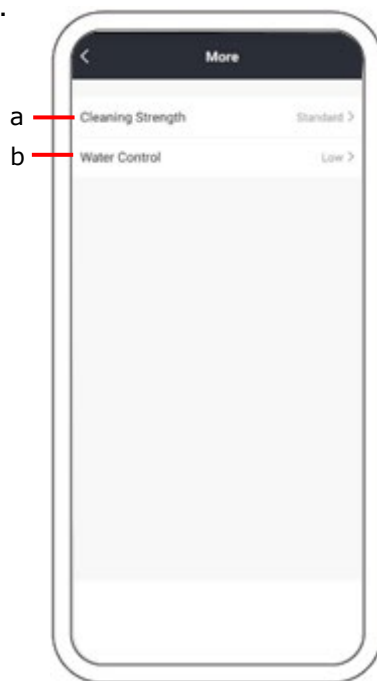 .
< More
a Cleaning Strength Standard >
b Water Control Low >